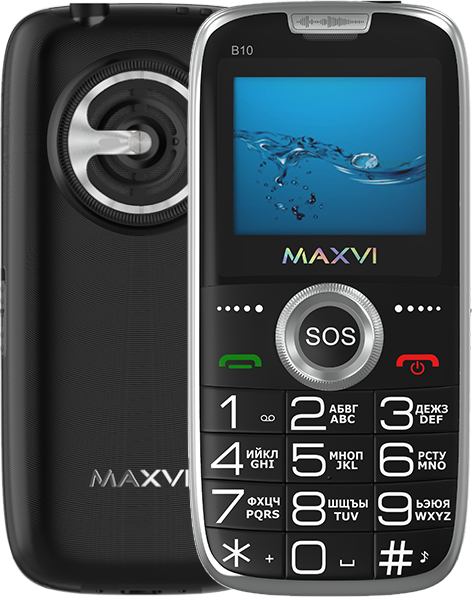 B10
MAXVI
SOS
1 2 АБВГ ABC 3 ДЕЖЗ DEF
4 ИЙКЛ GHI 5 МНОП JKL 6 РСТУ MNO
7 ФХЦЧ PQRS 8 ШЩЪЫ TUV 9 ЬЭЮЯ WXYZ
* + 0 #
MAXVI